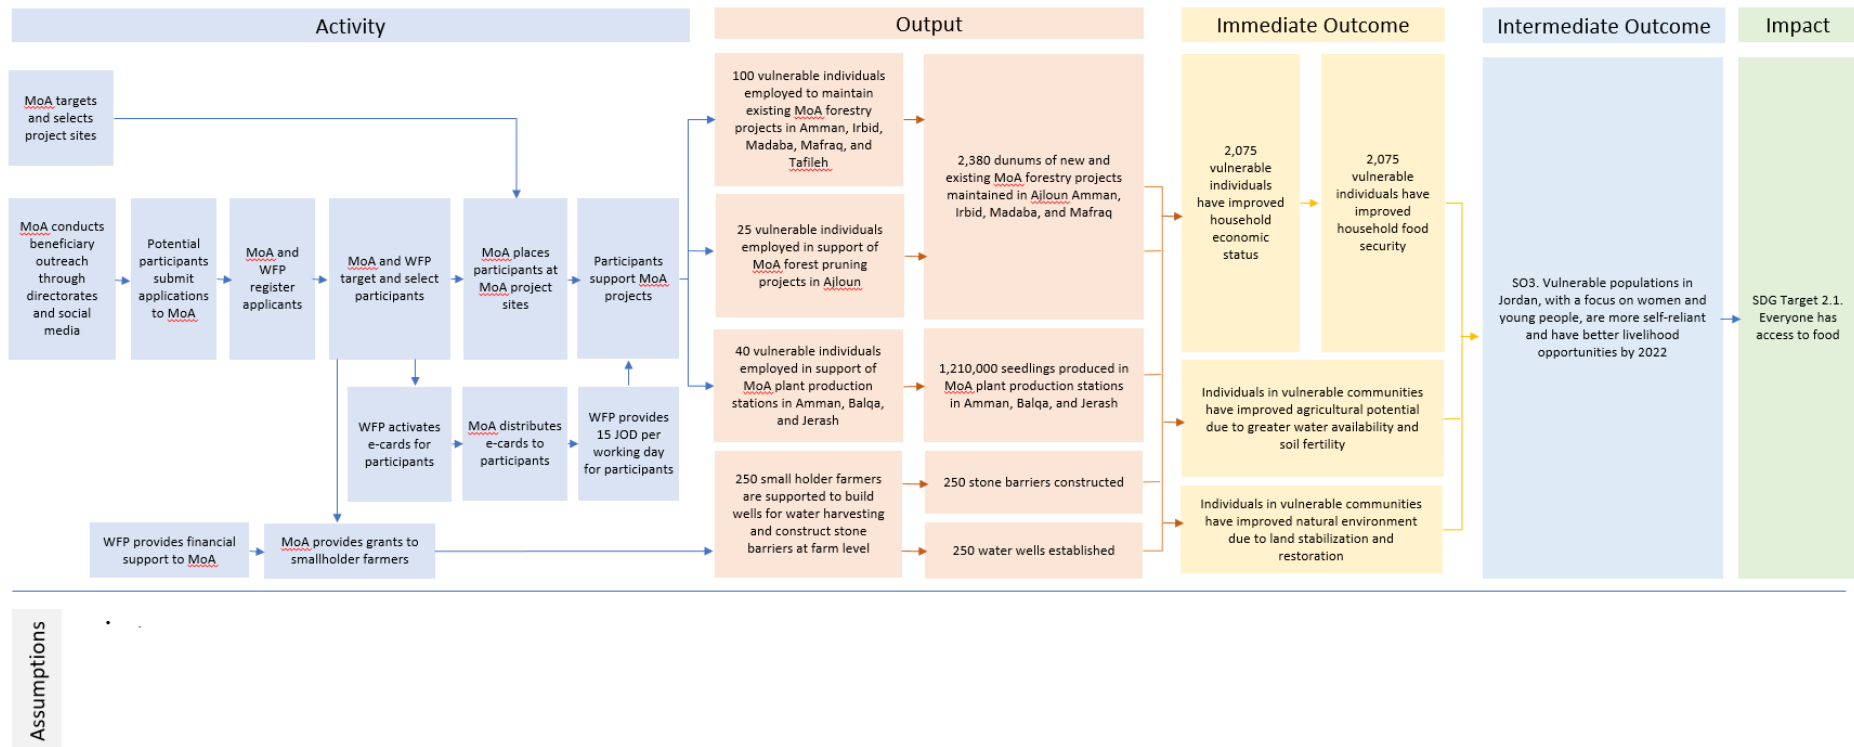 Activity
Output
Immediate Outcome
Intermediate Outcome
Impact
MoA targets
and selects
project sites
MoA conducts
beneficiary
outreach
through
directorates
and social
media
Potential
participants
submit
applications
to MoA
MoA and
WFP
register
applicants
MoA and WFP
target and select
participants
MoA places
participants at
MoA project
sites
Participants
support MoA
projects
WFP activates
e-cards for
participants
MoA distributes
e-cards to
participants
WFP provides
15 JOD per
working day
for participants
WFP provides financial
support to MoA
MoA provides grants to
smallholder farmers
100 vulnerable individuals
employed to maintain
existing MoA forestry
projects in Amman, Irbid,
Madaba, Mafraq, and
Tafileh
25 vulnerable individuals
employed in support of
MoA forest pruning
projects in Ajloun
40 vulnerable individuals
employed in support of
MoA plant production
stations in Amman, Balqa,
and Jerash
250 small holder farmers
are supported to build
wells for water harvesting
and construct stone
barriers at farm level
2,380 dunums of new and
existing MoA forestry projects
maintained in Ajloun Amman,
Irbid, Madaba, and Mafraq
1,210,000 seedlings produced in
MoA plant production stations
in Amman, Balqa, and Jerash
250 stone barriers constructed
250 water wells established
2,075
vulnerable
individuals
have improved
household
economic
status
2,075
vulnerable
individuals have
improved
household food
security
Individuals in vulnerable communities
have improved agricultural potential
due to greater water availability and
soil fertility
Individuals in vulnerable communities
have improved natural environment
due to land stabilization and
restoration
SO3. Vulnerable populations in
Jordan, with a focus on women and
young people, are more self-reliant
and have better livelihood
opportunities by 2022
SDG Target 2.1.
Everyone has
access to food
Assumptions